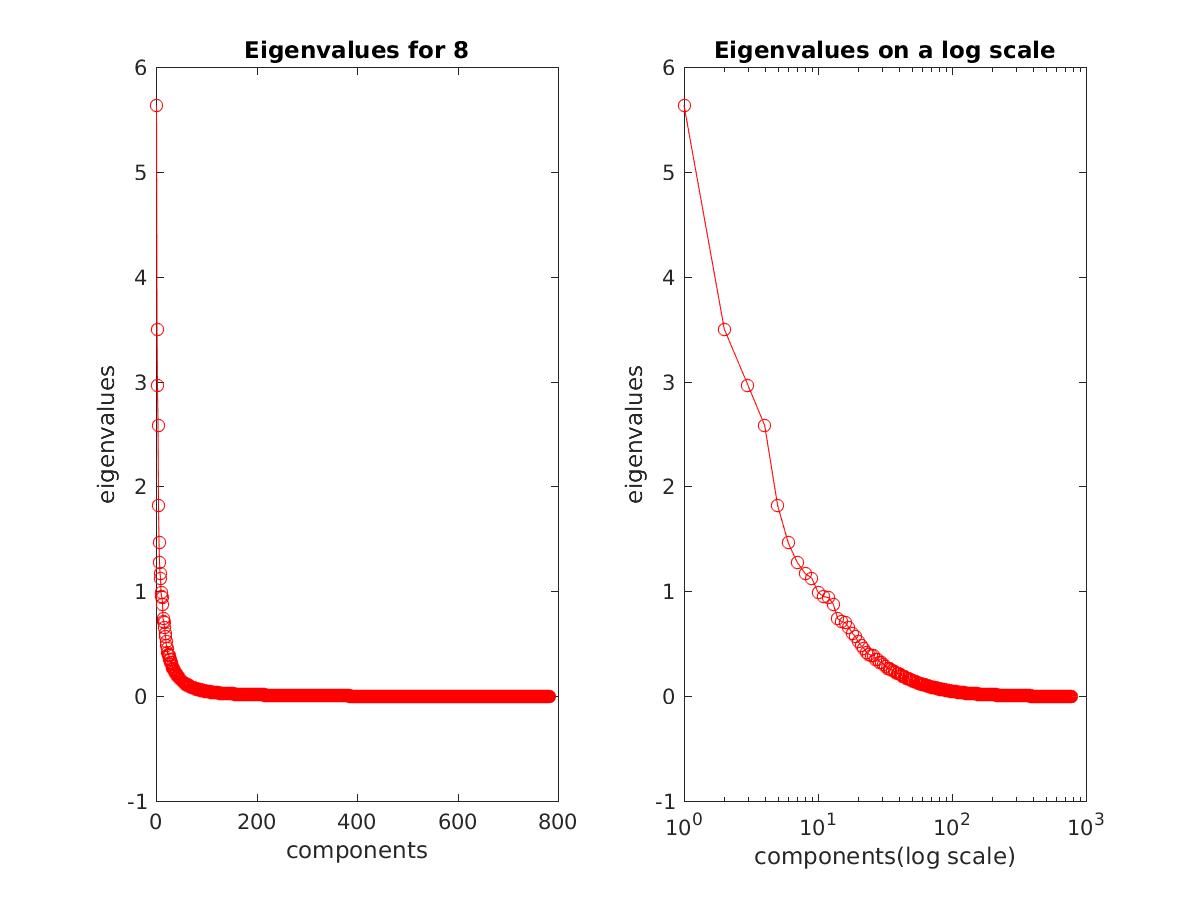 Eigenvalues for 8
6
5
4
3
2
1
0
-1
eigenvalues
0 200 400 600 800
components
Eigenvalues on a log scale
6
5
4
3
2
1
0
-1
eigenvalues
10^0 10^1 10^2 10^3
components(log scale)